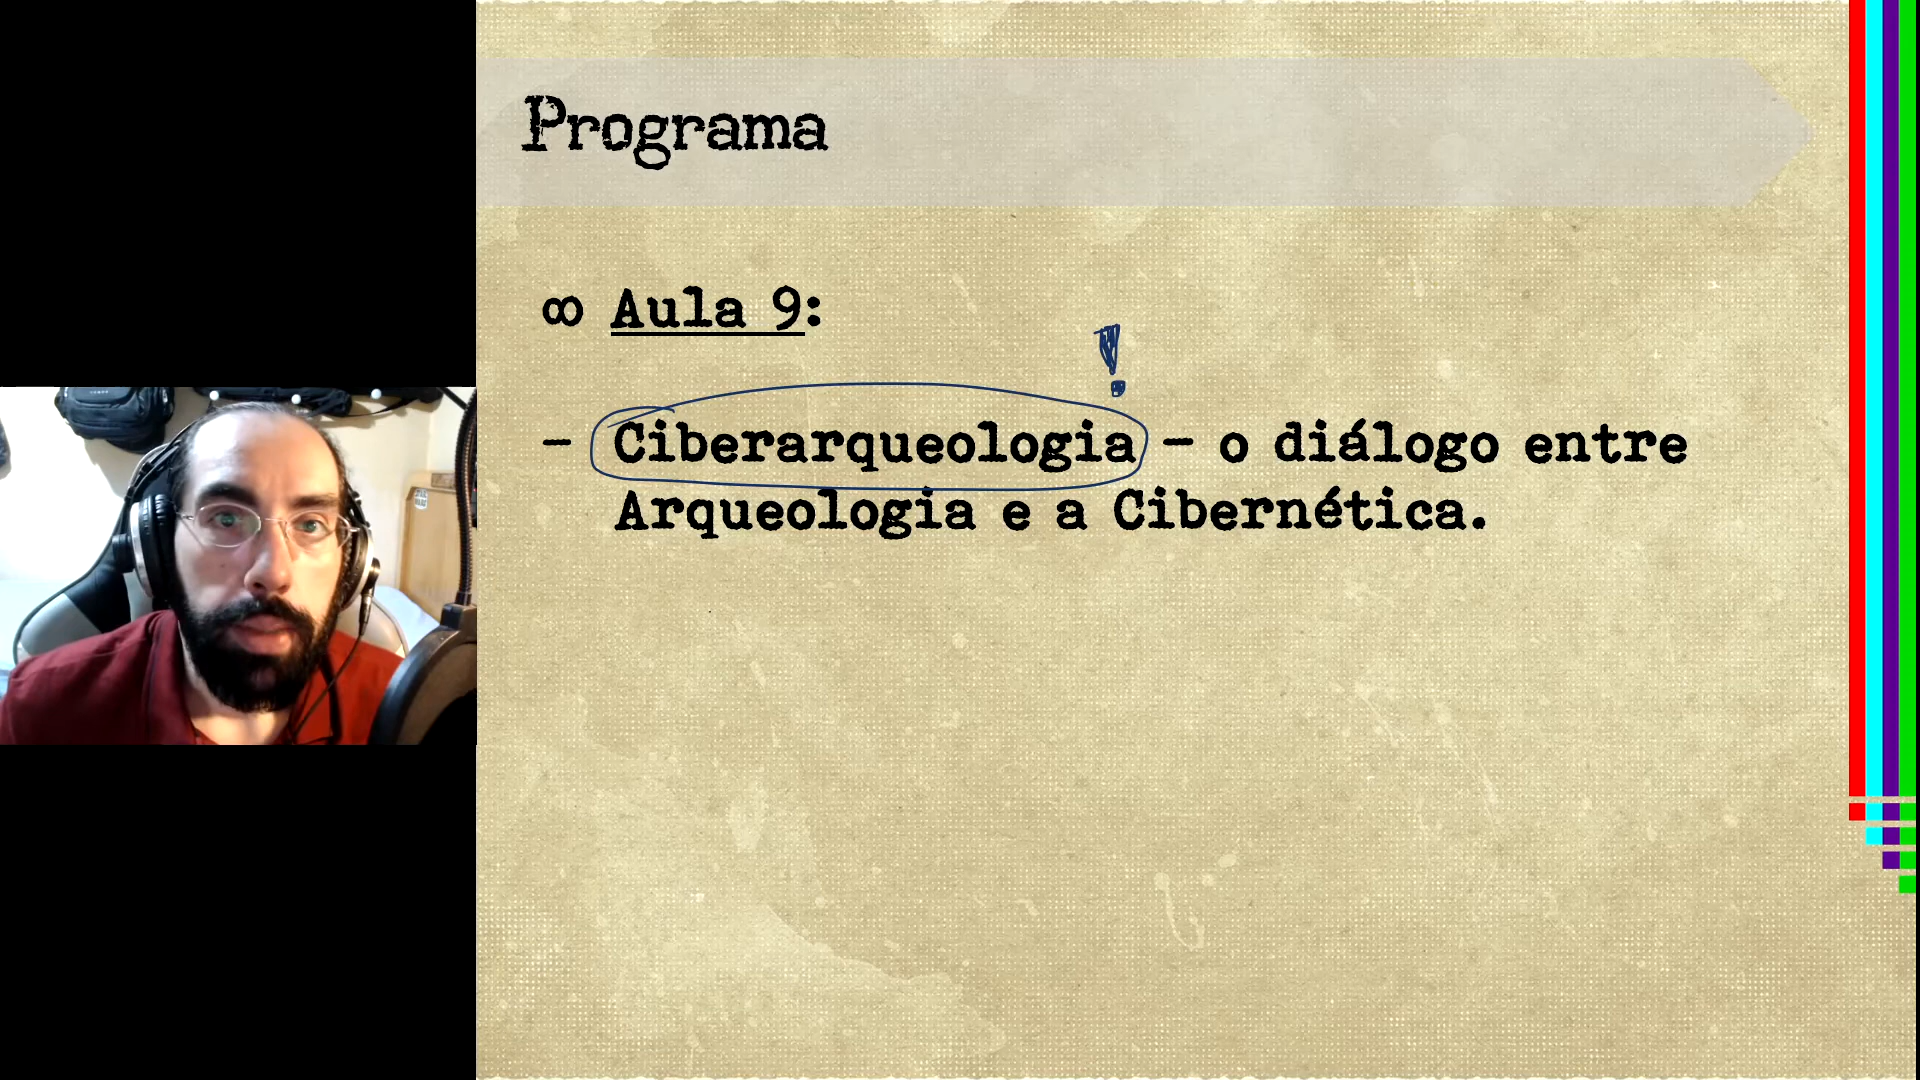 Programa
∞ Aula 9:
!
- Ciberarqueologia – o diálogo entre
Arqueologia e a Cibernética.